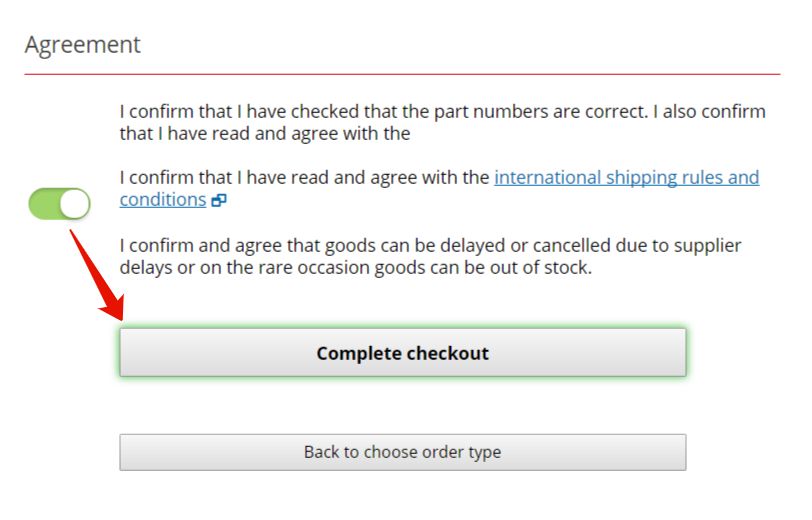 Agreement
I confirm that I have checked that the part numbers are correct. I also confirm
that I have read and agree with the
I confirm that I have read and agree with the international shipping rules and
conditions
I confirm and agree that goods can be delayed or cancelled due to supplier
delays or on the rare occasion goods can be out of stock.
Complete checkout
Back to choose order type